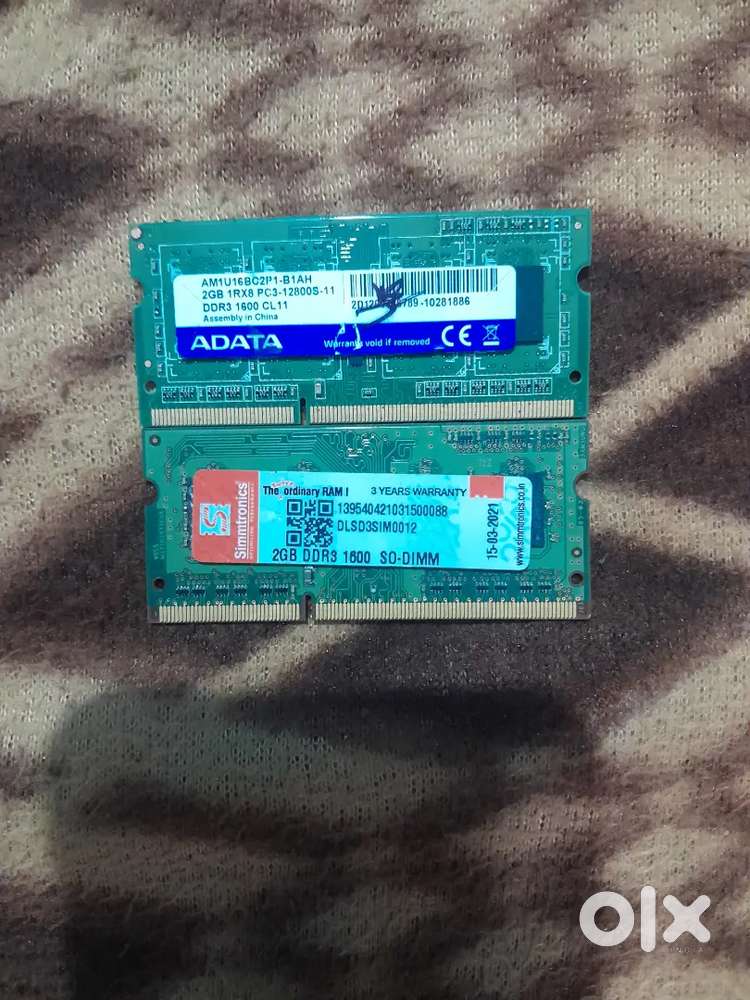 AM1U16BC2P1-B1AH
2GB 1RX8 PC3-12800S-11
DDR3 1600 CL11
Assembly in China
-10281886
ADATA
Warranty void if removed
CE
Simmtronics
The ordinary RAM !
3 YEARS WARRANTY
139540421031500088
DLSD3SIM0012
2GB DDR3 1600 SO-DIMM
15-03-2021
www.simmtronics.co.in
olx